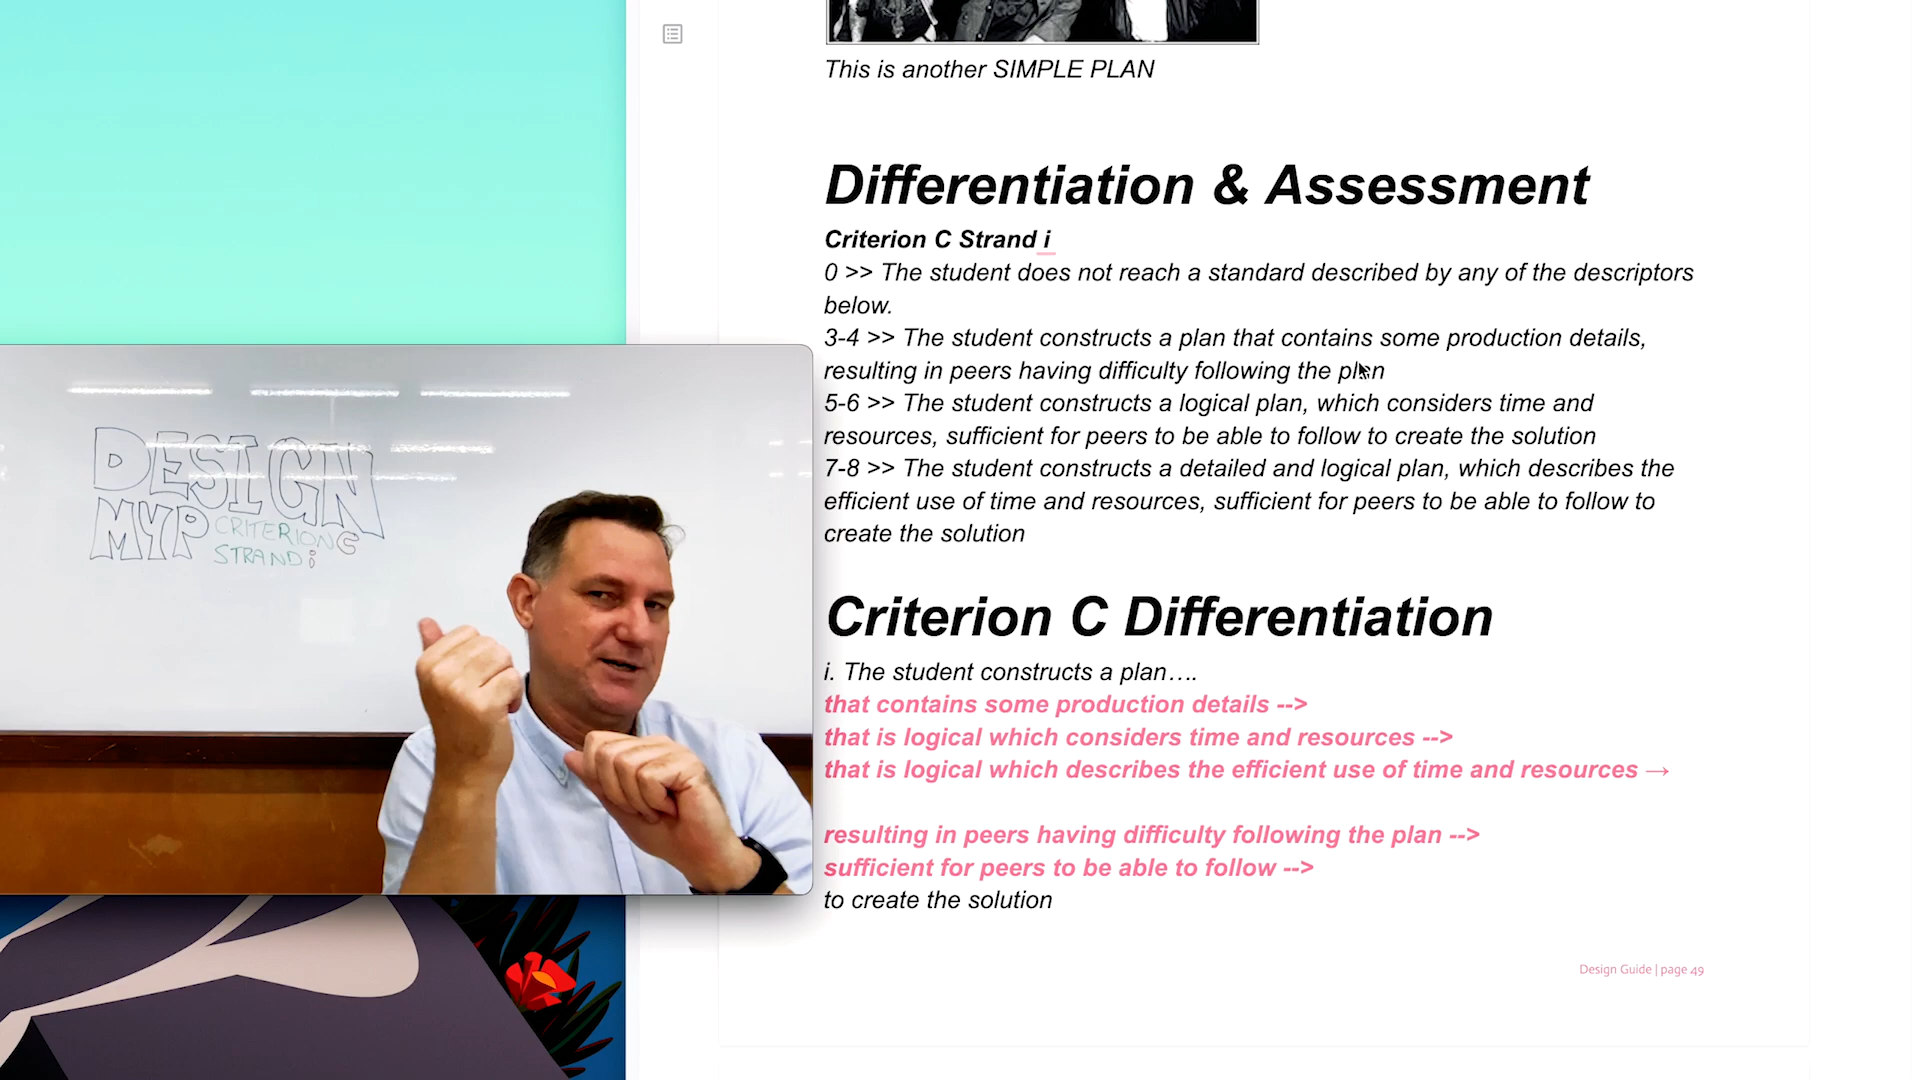 This is another SIMPLE PLAN
Differentiation & Assessment
Criterion C Strand i
0 >> The student does not reach a standard described by any of the descriptors
below.
3-4 >> The student constructs a plan that contains some production details,
resulting in peers having difficulty following the plan
5-6 >> The student constructs a logical plan, which considers time and
resources, sufficient for peers to be able to follow to create the solution
7-8 >> The student constructs a detailed and logical plan, which describes the
efficient use of time and resources, sufficient for peers to be able to follow to
create the solution
Criterion C Differentiation
i. The student constructs a plan….
that contains some production details -->
that is logical which considers time and resources -->
that is logical which describes the efficient use of time and resources →
resulting in peers having difficulty following the plan -->
sufficient for peers to be able to follow -->
to create the solution
Design Guide | page 49
DESIGN
MYP CRITERION C
STRAND i